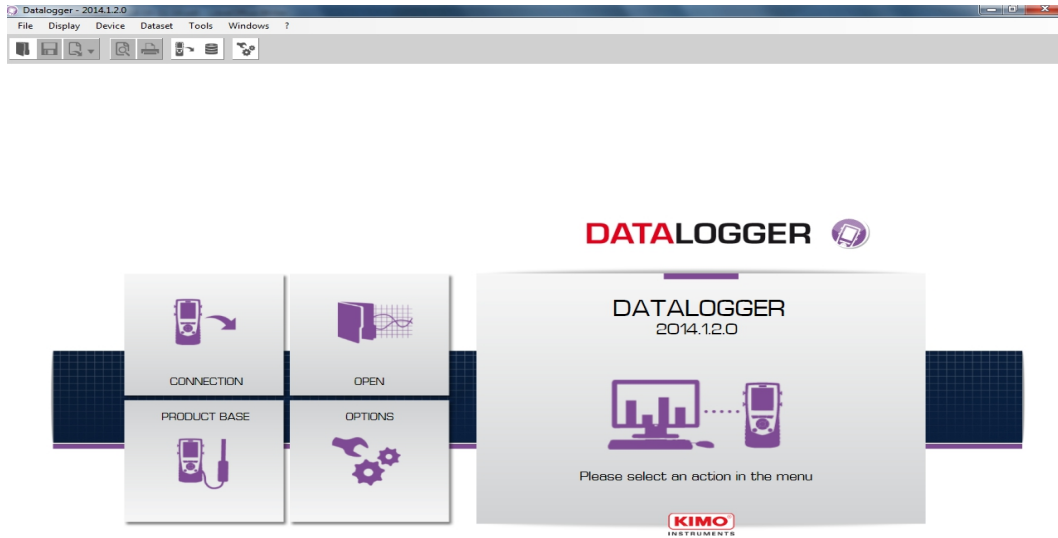 Datalogger - 2014.1.2.0
File Display Device Dataset Tools Windows ?
DATALOGGER
CONNECTION
OPEN
PRODUCT BASE
OPTIONS
DATALOGGER
2014.1.2.0
Please select an action in the menu
KIMO
INSTRUMENTS